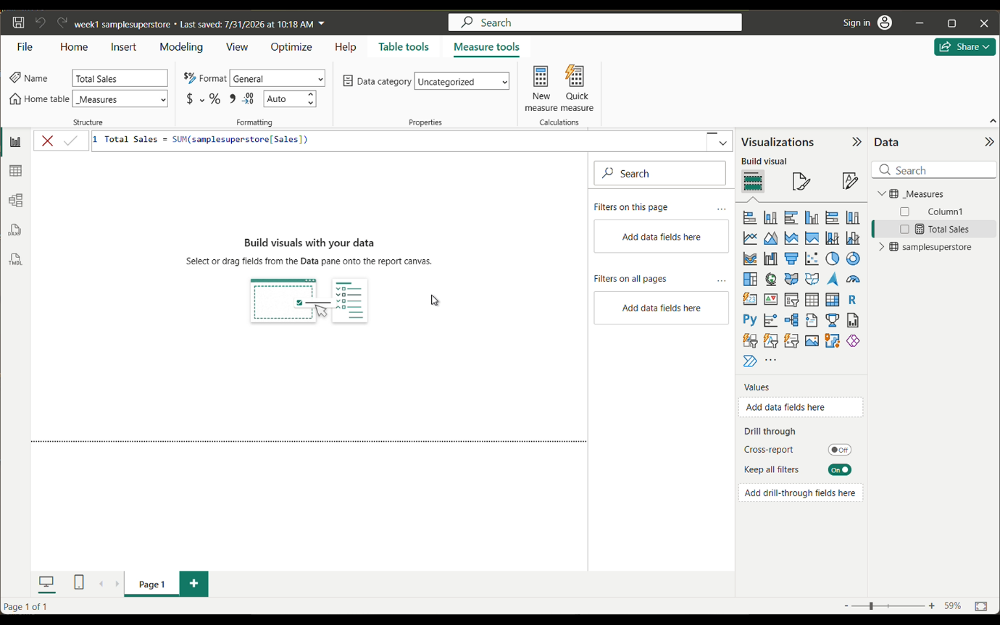 week1 samplesuperstore • Last saved: 7/31/2026 at 10:18 AM
Search
Sign in
File
Home
Insert
Modeling
View
Optimize
Help
Table tools
Measure tools
Share
Name
Total Sales
Home table
_Measures
Structure
$% Format
General
$ % , .00
Auto
Formatting
Data category
Uncategorized
Properties
New
measure
Quick
measure
Calculations
1 Total Sales = SUM(samplesuperstore[Sales])
DAX
TMDL
Build visuals with your data
Select or drag fields from the Data pane onto the report canvas.
Search
Filters on this page
...
Add data fields here
Filters on all pages
...
Add data fields here
Visualizations
Build visual
123
R
Py
...
Values
Add data fields here
Drill through
Cross-report
Off
Keep all filters
On
Add drill-through fields here
Data
Search
_Measures
Column1
Total Sales
samplesuperstore
Page 1
+
Page 1 of 1
-
+
59%